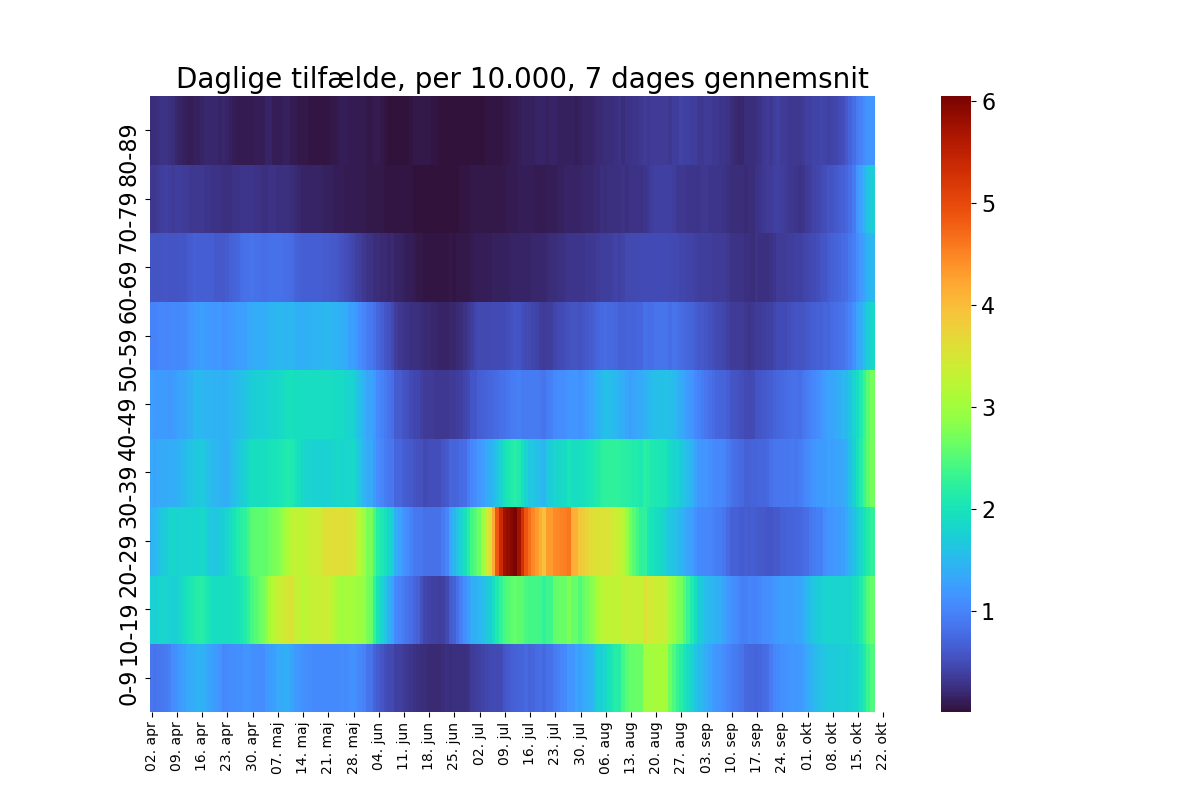 Daglige tilfælde, per 10.000, 7 dages gennemsnit
80-89
70-79
60-69
50-59
40-49
30-39
20-29
10-19
0-9
02. apr
09. apr
16. apr
23. apr
30. apr
07. maj
14. maj
21. maj
28. maj
04. jun
11. jun
18. jun
25. jun
02. jul
09. jul
16. jul
23. jul
30. jul
06. aug
13. aug
20. aug
27. aug
03. sep
10. sep
17. sep
24. sep
01. okt
08. okt
15. okt
22. okt
6
5
4
3
2
1